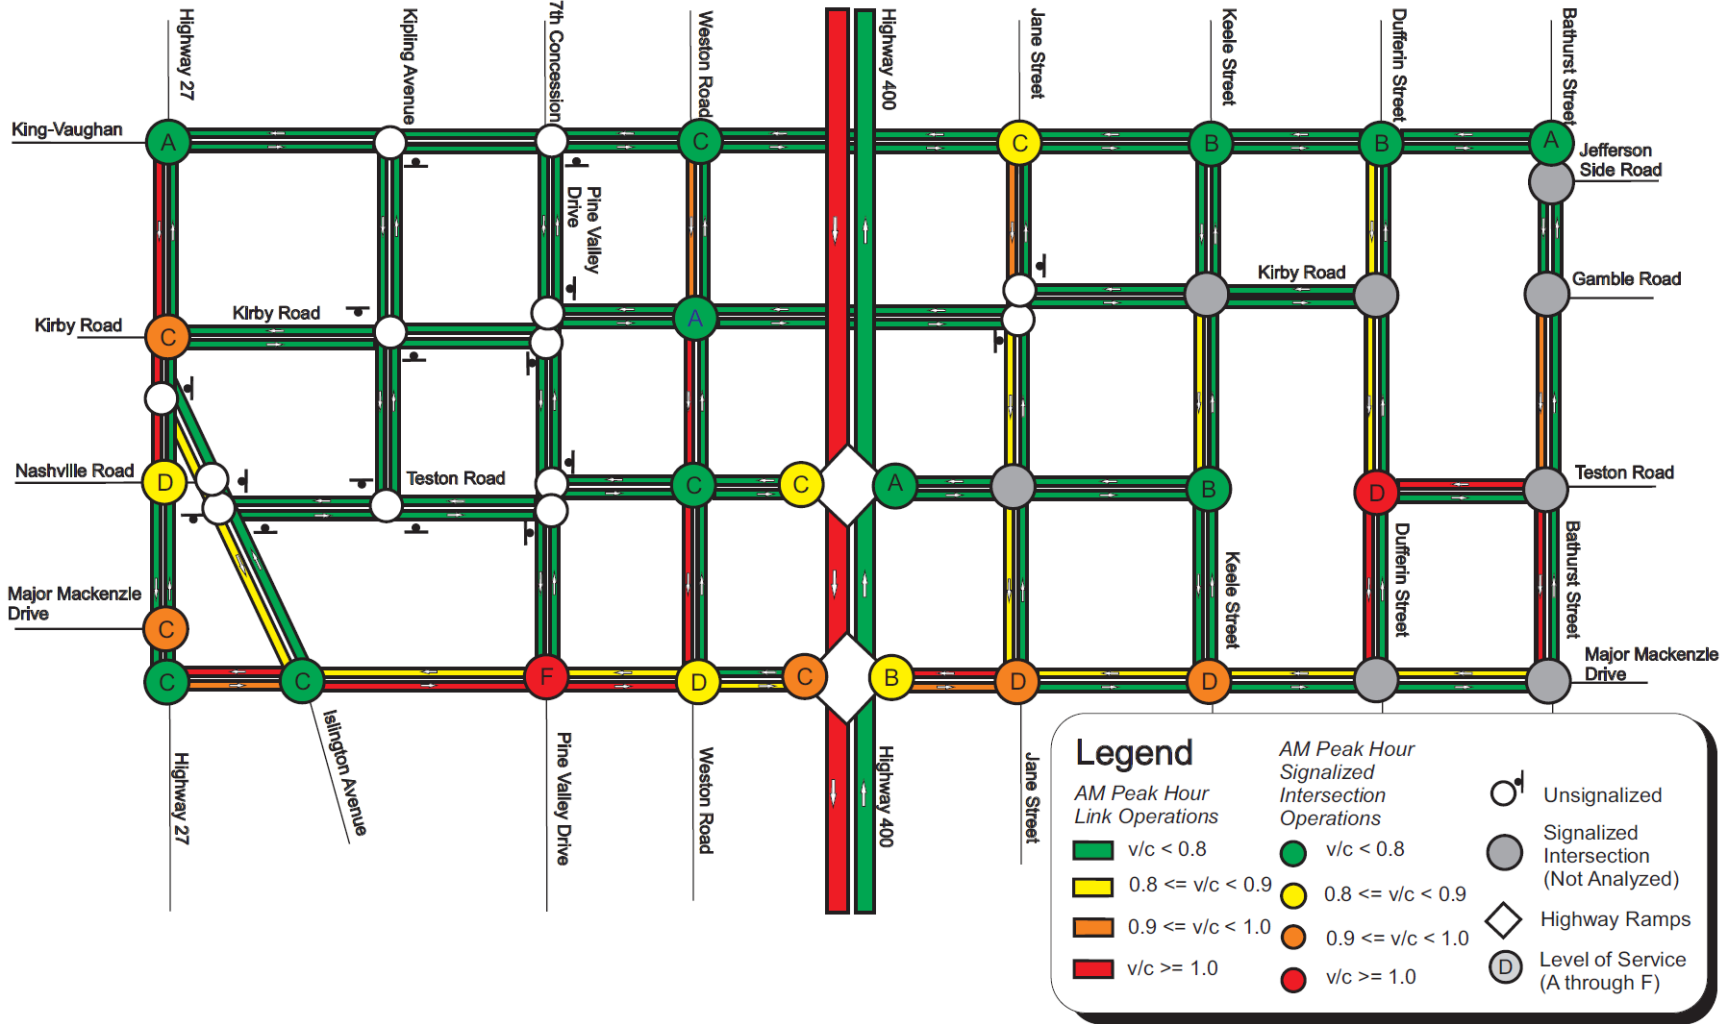 Highway 27
Kipling Avenue
7th Concession
Weston Road
Highway 400
Jane Street
Keele Street
Dufferin Street
Bathurst Street
King-Vaughan
A
C
C
B
B
A
Jefferson
Side Road
Pine Valley
Drive
Kirby Road
Gamble Road
Kirby Road
Kirby Road
C
A
Nashville Road
D
Teston Road
C
C
A
B
D
Teston Road
Keele Street
Dufferin Street
Bathurst Street
Major Mackenzie
Drive
C
C
C
F
D
C
B
D
D
Major Mackenzie
Drive
Highway 27
Islington Avenue
Pine Valley Drive
Weston Road
Highway 400
Jane Street
Legend
AM Peak Hour
Link Operations
v/c < 0.8
0.8 <= v/c < 0.9
0.9 <= v/c < 1.0
v/c >= 1.0
AM Peak Hour
Signalized
Intersection
Operations
v/c < 0.8
0.8 <= v/c < 0.9
0.9 <= v/c < 1.0
v/c >= 1.0
Unsignalized
Signalized
Intersection
(Not Analyzed)
Highway Ramps
D
Level of Service
(A through F)